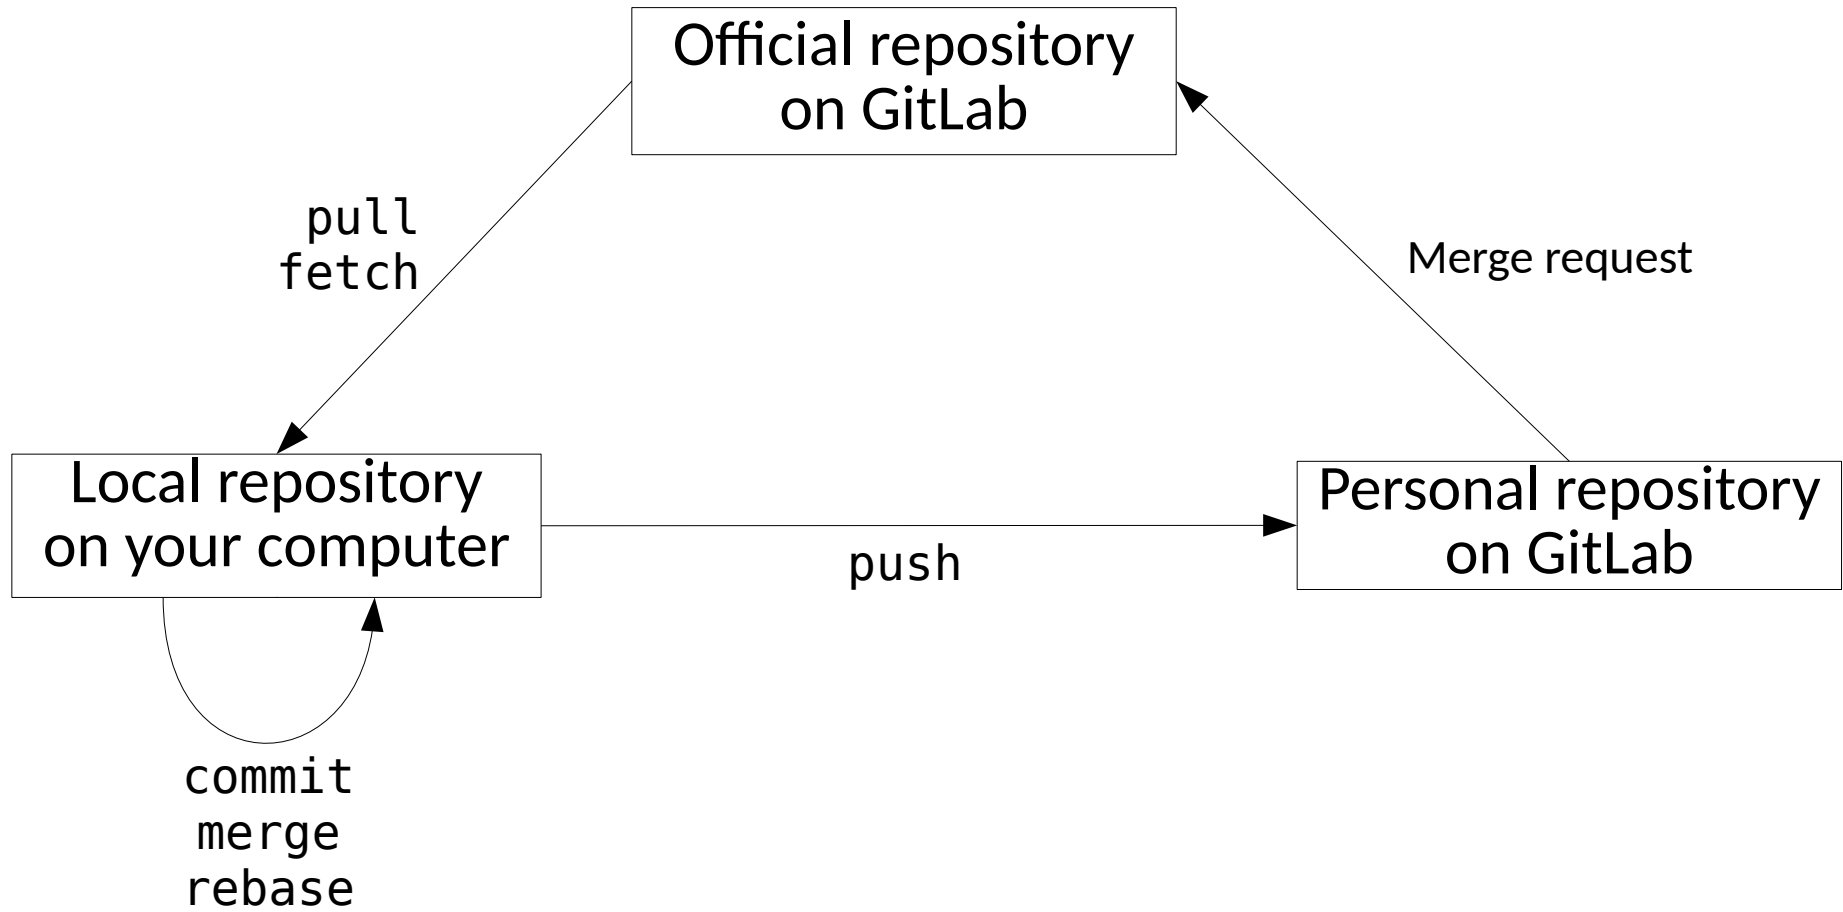 Official repository
on GitLab
pull
fetch
Merge request
Local repository
on your computer
push
Personal repository
on GitLab
commit
merge
rebase